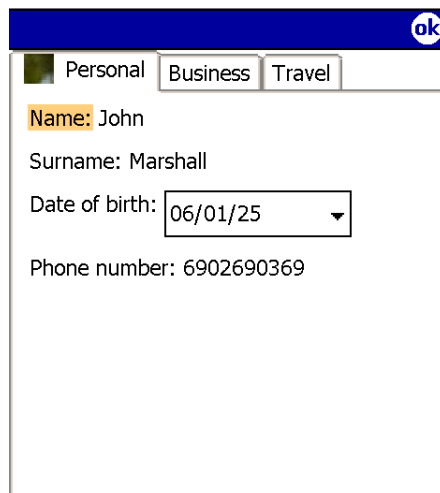 ok
Personal Business Travel
Name: John
Surname: Marshall
Date of birth: 06/01/25
Phone number: 6902690369